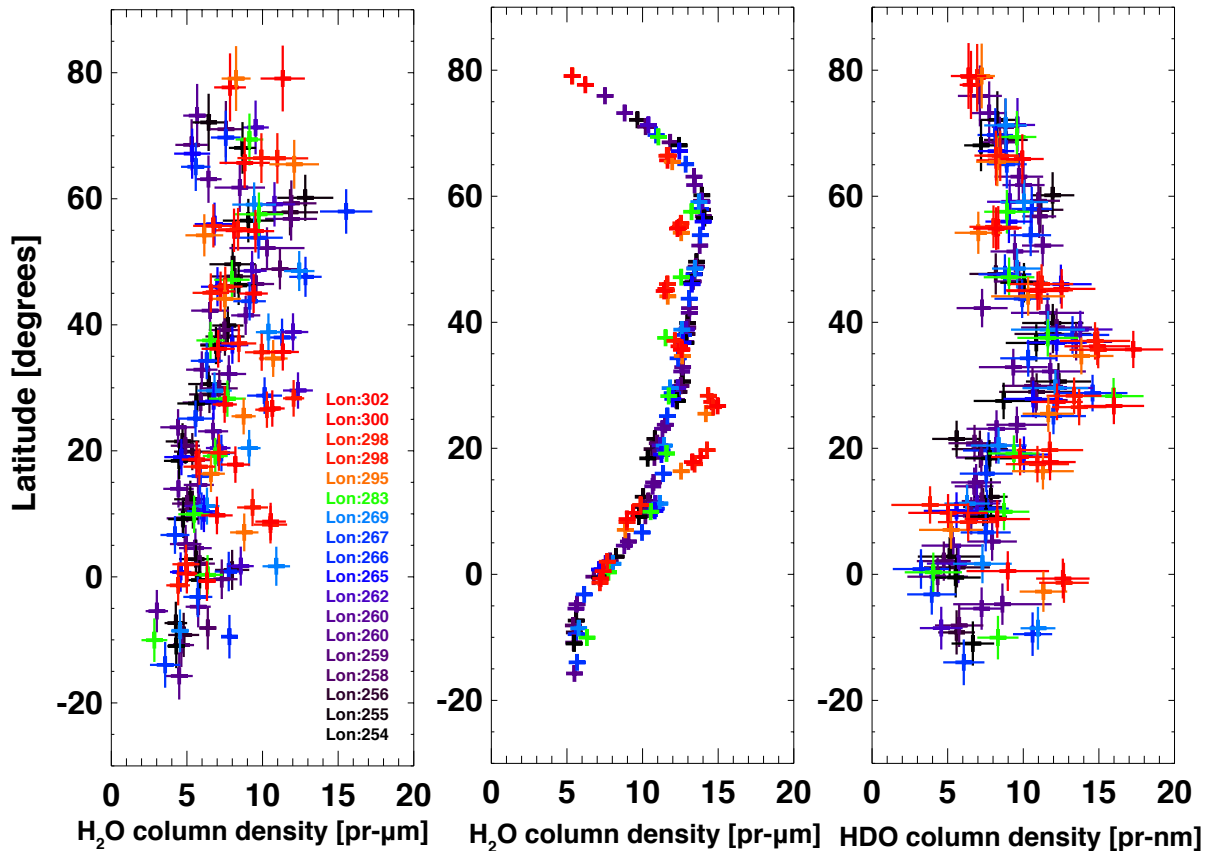 Latitude [degrees]
80
60
40
20
0
-20
0 5 10 15 20
H₂O column density [pr-μm]
Lon:302
Lon:300
Lon:298
Lon:298
Lon:295
Lon:283
Lon:269
Lon:267
Lon:266
Lon:265
Lon:262
Lon:260
Lon:260
Lon:259
Lon:258
Lon:256
Lon:255
Lon:254
80
60
40
20
0
-20
0 5 10 15 20
H₂O column density [pr-μm]
80
60
40
20
0
-20
0 5 10 15 20
HDO column density [pr-nm]